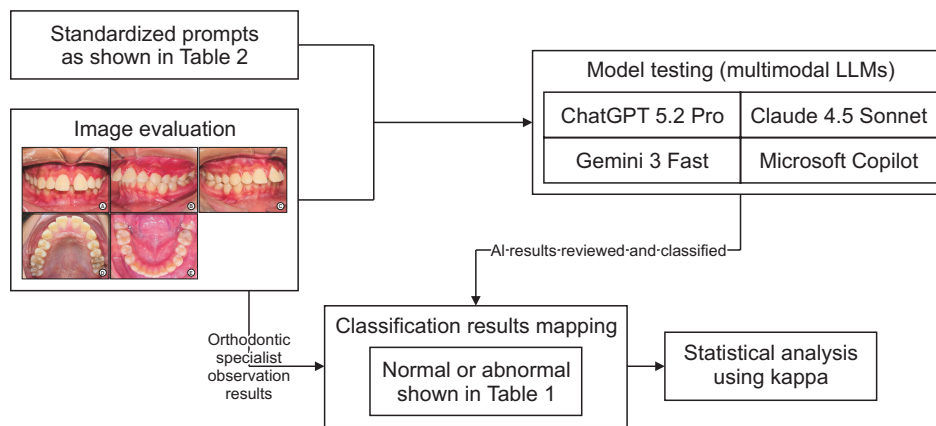 Standardized prompts
as shown in Table 2
Image evaluation
A
B
C
D
E
Model testing (multimodal LLMs)
ChatGPT 5.2 Pro
Claude 4.5 Sonnet
Gemini 3 Fast
Microsoft Copilot
AI-results-reviewed-and-classified
Orthodontic
specialist
observation
results
Classification results mapping
Normal or abnormal
shown in Table 1
Statistical analysis
using kappa